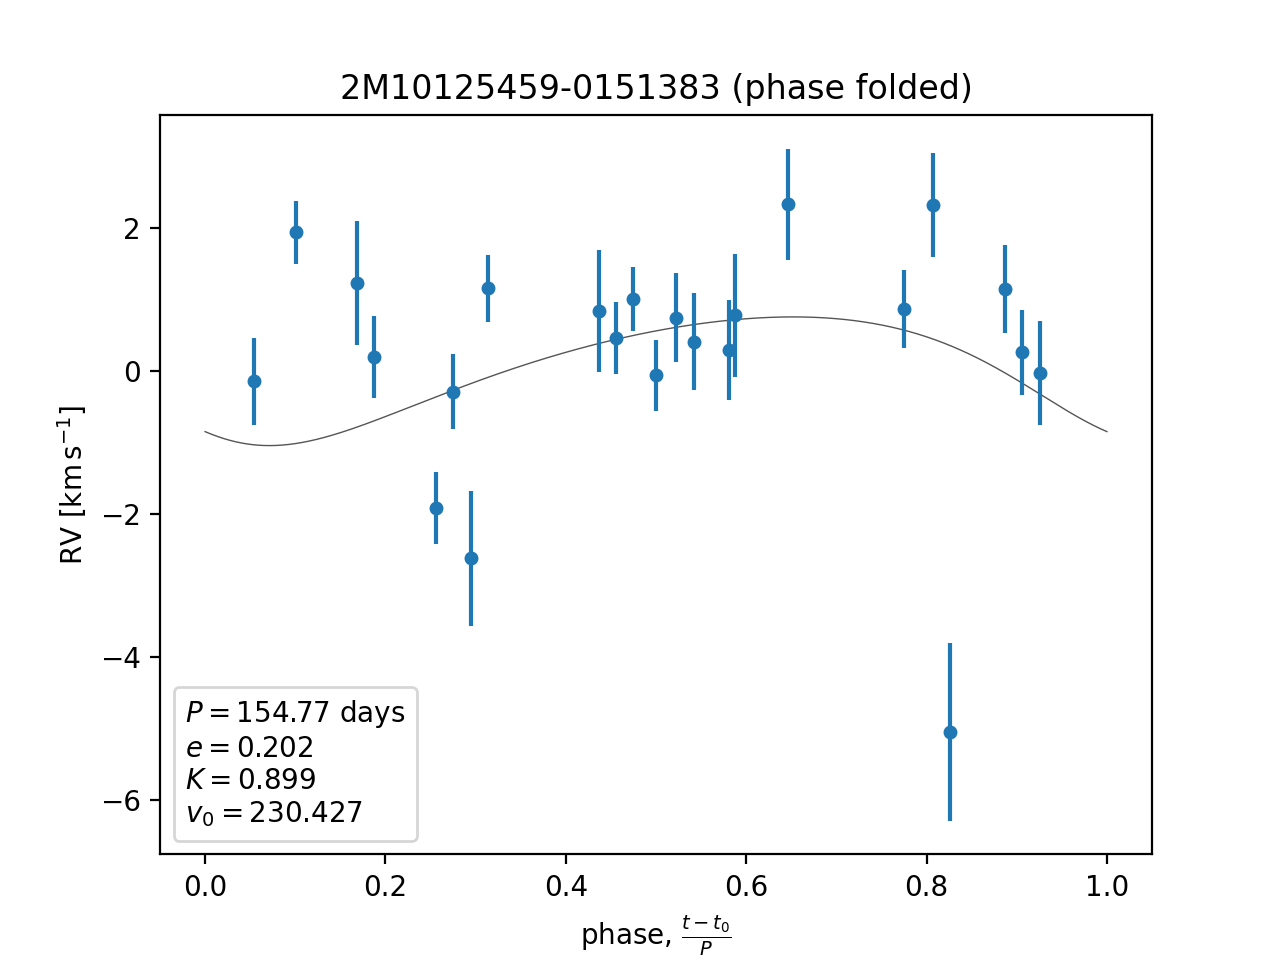 2M10125459-0151383 (phase folded)
RV [km s⁻¹]
2
0
−2
−4
−6
P = 154.77 days
e = 0.202
K = 0.899
v₀ = 230.427
0.0 0.2 0.4 0.6 0.8 1.0
phase, (t − t₀)/P